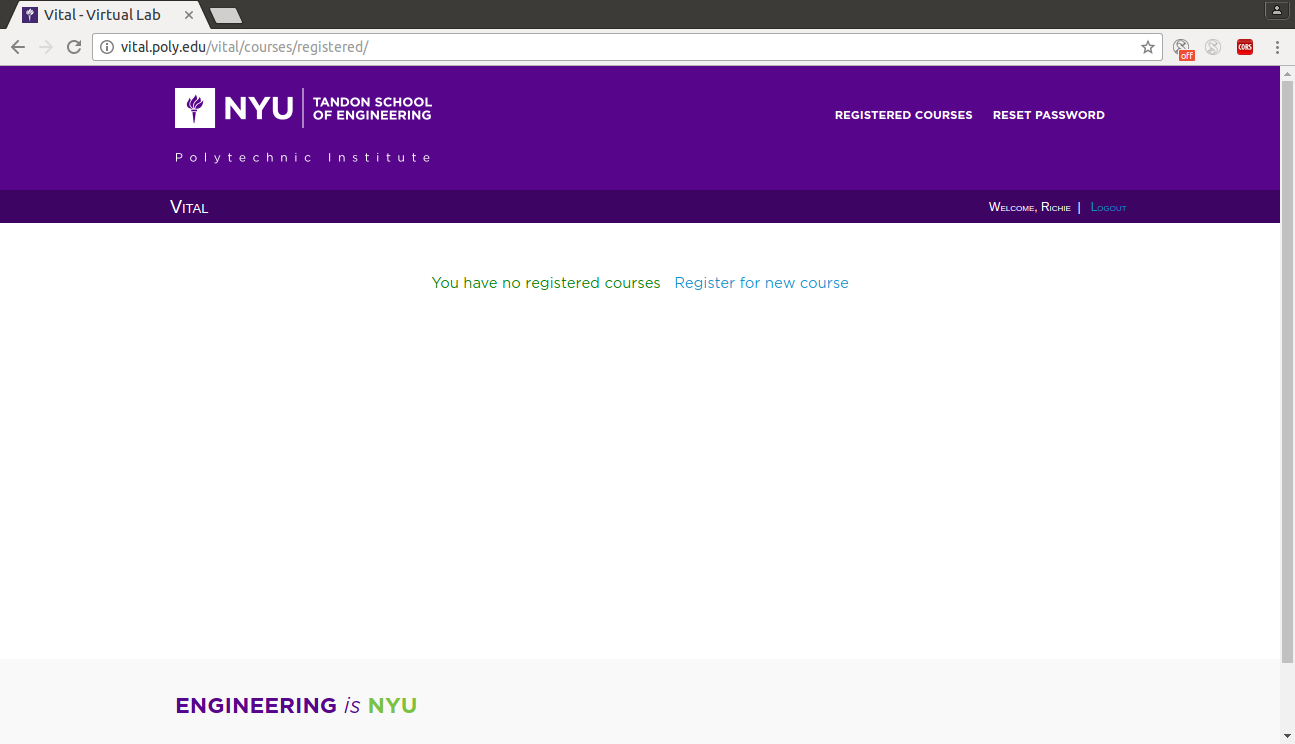 Vital - Virtual Lab
vital.poly.edu/vital/courses/registered/
off
CORS
NYU
TANDON SCHOOL
OF ENGINEERING
REGISTERED COURSES
RESET PASSWORD
Polytechnic Institute
Vital
Welcome, Richie | Logout
You have no registered courses Register for new course
ENGINEERING is NYU